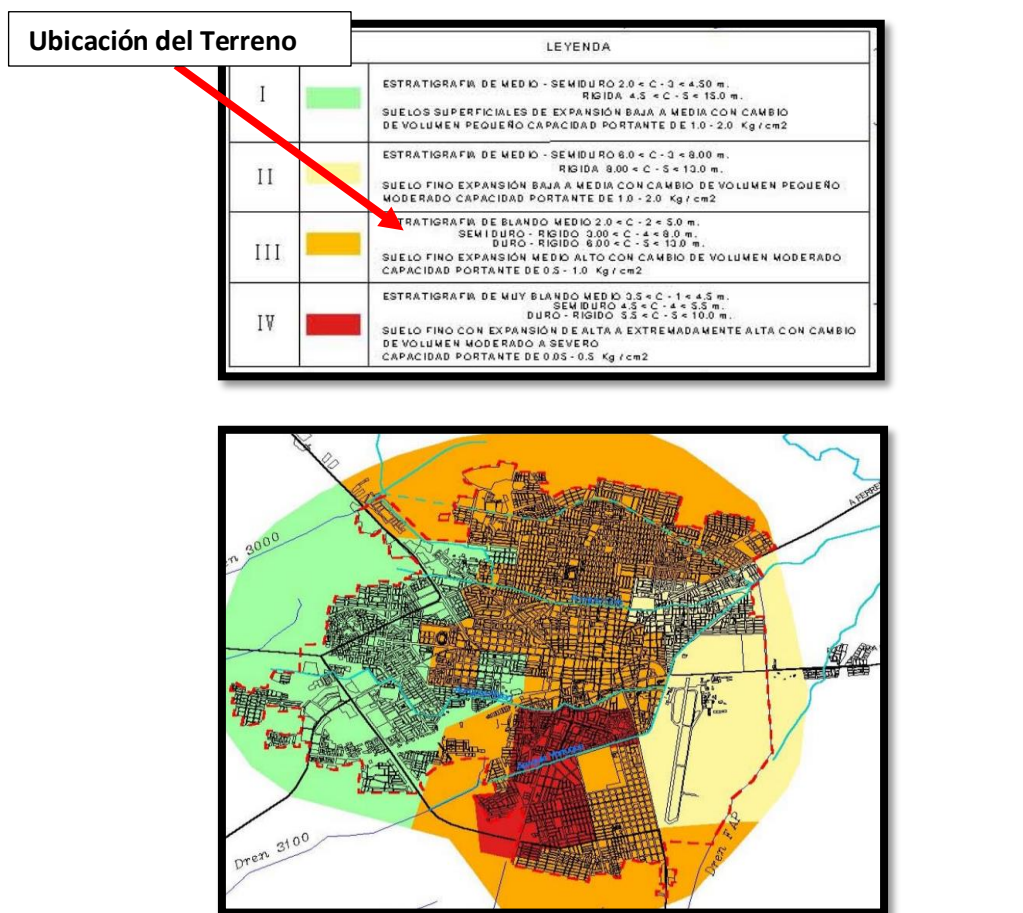 Ubicación del Terreno
LEYENDA
I
ESTRATIGRAFIA DE MEDIO - SEMIDURO 2.0 < C - 3 < 4.50 m.
RIGIDA 4.5 < C - 5 < 15.0 m.
SUELOS SUPERFICIALES DE EXPANSIÓN BAJA A MEDIA CON CAMBIO
DE VOLUMEN PEQUEÑO CAPACIDAD PORTANTE DE 1.0 - 2.0 Kg / cm2
II
ESTRATIGRAFIA DE MEDIO - SEMIDURO 6.0 < C - 3 < 8.00 m.
RIGIDA 8.00 < C - 5 < 13.0 m.
SUELO FINO EXPANSIÓN BAJA A MEDIA CON CAMBIO DE VOLUMEN PEQUEÑO
MODERADO CAPACIDAD PORTANTE DE 1.0 - 2.0 Kg / cm2
III
TRATIGRAFIA DE BLANDO MEDIO 2.0 < C - 2 < 5.0 m.
SEMIDURO - RIGIDO 3.00 < C - 4 < 8.0 m.
DURO - RIGIDO 6.00 < C - 5 < 13.0 m.
SUELO FINO EXPANSIÓN MEDIO ALTO CON CAMBIO DE VOLUMEN MODERADO
CAPACIDAD PORTANTE DE 0.5 - 1.0 Kg / cm2
IV
ESTRATIGRAFIA DE MUY BLANDO MEDIO 3.5 < C - 1 < 4.5 m.
SEMIDURO 4.5 < C - 4 < 5.5 m.
DURO - RIGIDO 5.5 < C - 5 < 10.0 m.
SUELO FINO CON EXPANSIÓN DE ALTA A EXTREMADAMENTE ALTA CON CAMBIO
DE VOLUMEN MODERADO A SEVERO
CAPACIDAD PORTANTE DE 0.05 - 0.5 Kg / cm2
A FERRE
n 3000
Dren 3100
Dren FAP